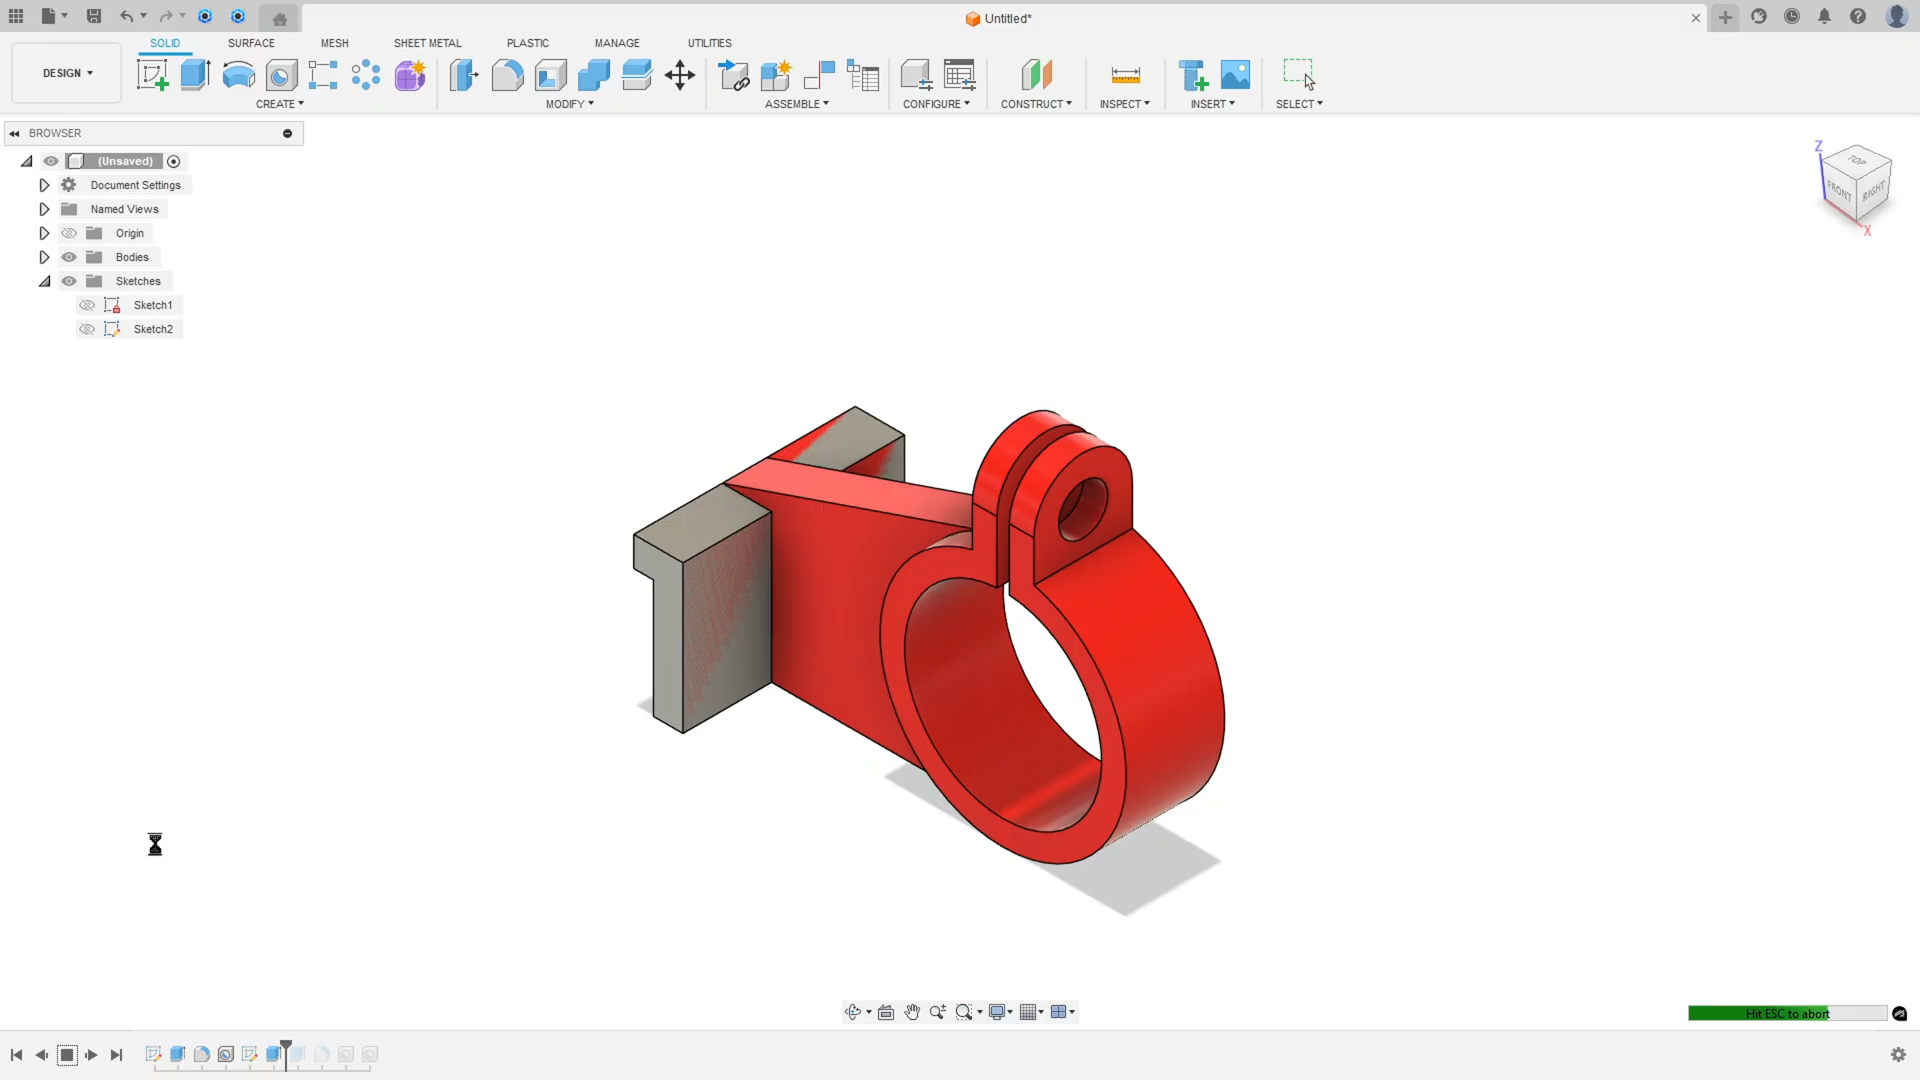 Untitled*
SOLID
SURFACE
MESH
SHEET METAL
PLASTIC
MANAGE
UTILITIES
DESIGN
CREATE
MODIFY
ASSEMBLE
CONFIGURE
CONSTRUCT
INSPECT
INSERT
SELECT
BROWSER
(Unsaved)
Document Settings
Named Views
Origin
Bodies
Sketches
Sketch1
Sketch2
Z
TOP
FRONT
RIGHT
X
Hit ESC to abort